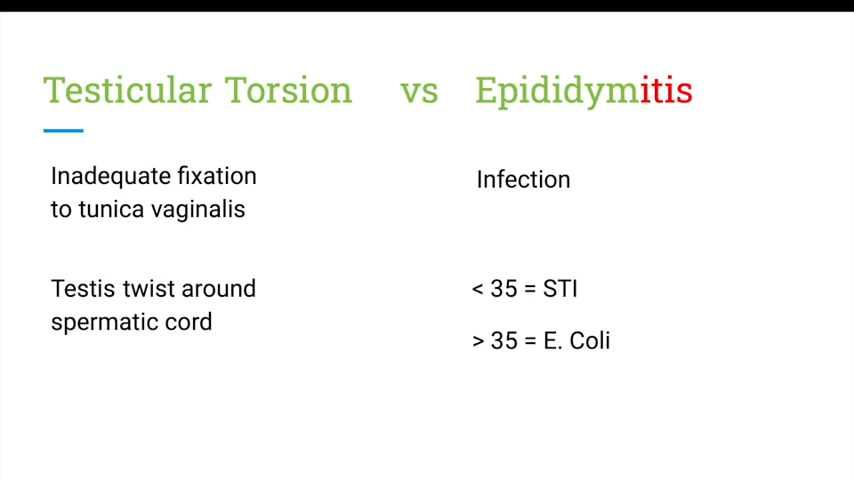 Testicular Torsion vs Epididymitis
Inadequate fixation
to tunica vaginalis
Infection
Testis twist around
spermatic cord
< 35 = STI
> 35 = E. Coli